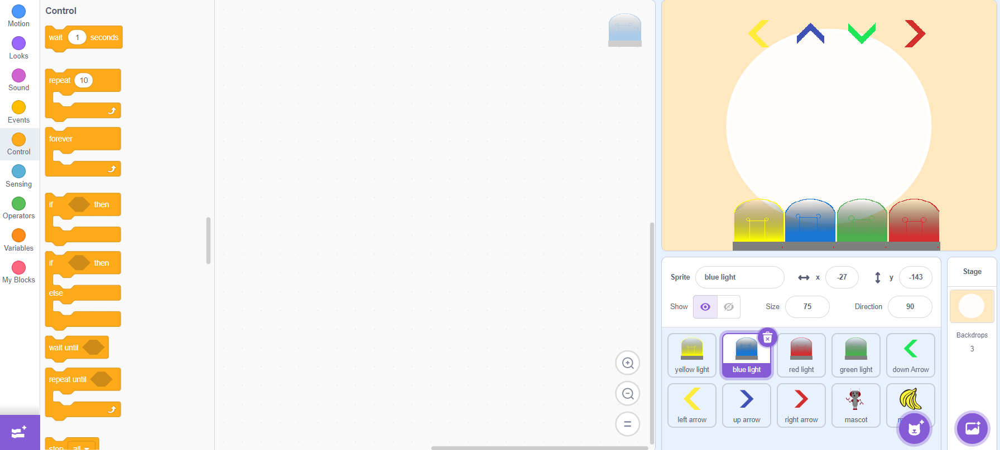 Motion
Looks
Sound
Events
Control
Sensing
Operators
Variables
My Blocks
Control
wait 1 seconds
repeat 10
forever
if then
if then
else
wait until
repeat until
stop all
Sprite blue light x -27 y -143
Show Size 75 Direction 90
yellow light blue light red light green light down Arrow
left arrow up arrow right arrow mascot
Stage
Backdrops
3